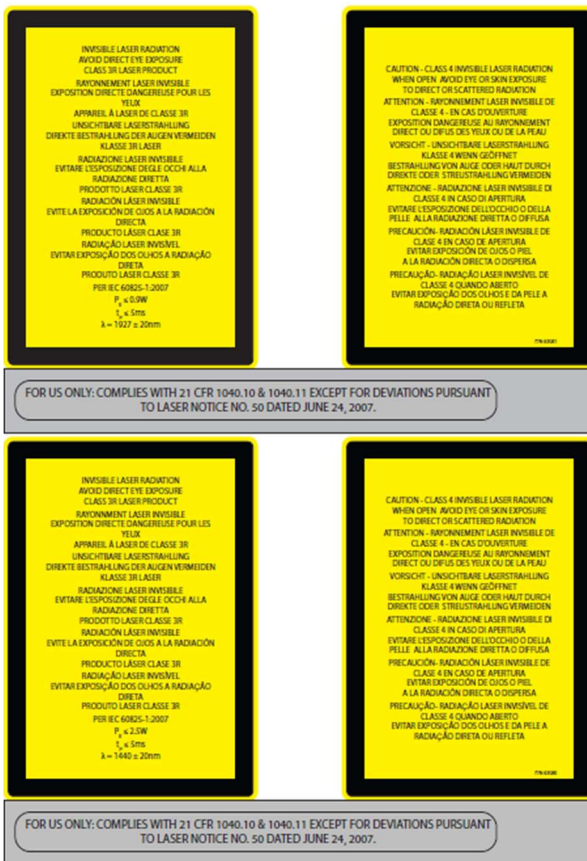 INVISIBLE LASER RADIATION
AVOID DIRECT EYE EXPOSURE
CLASS 3R LASER PRODUCT
RAYONNEMENT LASER INVISIBLE
EXPOSITION DIRECTE DANGEREUSE POUR LES
YEUX
APPAREIL À LASER DE CLASSE 3R
UNSICHTBARE LASERSTRAHLUNG
DIREKTE BESTRAHLUNG DER AUGEN VERMEIDEN
KLASSE 3R LASER
RADIAZIONE LASER INVISIBILE
EVITARE L'ESPOSIZIONE DEGLE OCCHI ALLA
RADIAZIONE DIRETTA
PRODOTTO LASER CLASSE 3R
RADIACIÓN LÁSER INVISIBLE
EVITE LA EXPOSICIÓN DE OJOS A LA RADIACIÓN
DIRECTA
PRODUCTO LÁSER CLASE 3R
RADIAÇÃO LASER INVISÍVEL
EVITAR EXPOSIÇÃO DOS OLHOS A RADIAÇÃO
DIRETA
PRODUTO LASER CLASSE 3R
PER IEC 60825-1:2007
≤ 0.9W
≤ 5ms
λ = 1927 ± 20nm
CAUTION - CLASS 4 INVISIBLE LASER RADIATION
WHEN OPEN AVOID EYE OR SKIN EXPOSURE
TO DIRECT OR SCATTERED RADIATION
ATTENTION - RAYONNEMENT LASER INVISIBLE DE
CLASSE 4 - EN CAS D'OUVERTURE
EXPOSITION DANGEREUSE AU RAYONNEMENT
DIRECT OU DIFUS DES YEUX OU DE LA PEAU
VORSICHT - UNSICHTBARE LASERSTRAHLUNG
KLASSE 4 WENN GEÖFFNET
BESTRAHLUNG VON AUGE ODER HAUT DURCH
DIREKTE ODER STREUSTRAHLUNG VERMEIDEN
ATTENZIONE - RADIAZIONE LASER INVISIBILE DI
CLASSE 4 IN CASO DI APERTURA
EVITARE L'ESPOSIZIONE DELL'OCCHIO O DELLA
PELLE ALLA RADIAZIONE DIRETTA O DIFFUSA
PRECAUCIÓN- RADIACIÓN LÁSER INVISIBLE DE
CLASE 4 EN CASO DE APERTURA
EVITAR EXPOSICIÓN DE OJOS O PIEL
A LA RADIACIÓN DIRECTA O DISPERSA
PRECAUÇÃO- RADIAÇÃO LASER INVISÍVEL DE
CLASSE 4 QUANDO ABERTO
EVITAR EXPOSIÇÃO DOS OLHOS E DA PELE A
RADIAÇÃO DIRETA OU REFLETA
FOR US ONLY: COMPLIES WITH 21 CFR 1040.10 & 1040.11 EXCEPT FOR DEVIATIONS PURSUANT
TO LASER NOTICE NO. 50 DATED JUNE 24, 2007.
INVISIBLE LASER RADIATION
AVOID DIRECT EYE EXPOSURE
CLASS 3R LASER PRODUCT
RAYONNMENT LASER INVISIBLE
EXPOSITION DIRECTE DANGEREUSE POUR LES
YEUX
APPAREIL À LASER DE CLASSE 3R
UNSICHTBARE LASERSTRAHLUNG
DIREKTE BESTRAHLUNG DER AUGEN VERMEIDEN
KLASSE 3R LASER
RADIAZIONE LASER INVISIBILE
EVITARE L'ESPOSIZIONE DEGLE OCCHI ALLA
RADIAZIONE DIRETTA
PRODOTTO LASER CLASSE 3R
RADIACIÓN LÁSER INVISIBLE
EVITE LA EXPOSICIÓN DE OJOS A LA RADIACIÓN
DIRECTA
PRODUCTO LÁSER CLASE 3R
RADIAÇÃO LASER INVISÍVEL
EVITAR EXPOSIÇÃO DOS OLHOS A RADIAÇÃO
DIRETA
PRODUTO LASER CLASSE 3R
PER IEC 60825-1:2007
≤ 2.5W
≤ 5ms
λ = 1440 ± 20nm
CAUTION - CLASS 4 INVISIBLE LASER RADIATION
WHEN OPEN AVOID EYE OR SKIN EXPOSURE
TO DIRECT OR SCATTERED RADIATION
ATTENTION - RAYONNEMENT LASER INVISIBLE DE
CLASSE 4 - EN CAS D'OUVERTURE
EXPOSITION DANGEREUSE AU RAYONNEMENT
DIRECT OU DIFUS DES YEUX OU DE LA PEAU
VORSICHT - UNSICHTBARE LASERSTRAHLUNG
KLASSE 4 WENN GEÖFFNET
BESTRAHLUNG VON AUGE ODER HAUT DURCH
DIREKTE ODER STREUSTRAHLUNG VERMEIDEN
ATTENZIONE - RADIAZIONE LASER INVISIBILE DI
CLASSE 4 IN CASO DI APERTURA
EVITARE L'ESPOSIZIONE DELL'OCCHIO O DELLA
PELLE ALLA RADIAZIONE DIRETTA O DIFFUSA
PRECAUCIÓN- RADIACIÓN LÁSER INVISIBLE DE
CLASE 4 EN CASO DE APERTURA
EVITAR EXPOSICIÓN DE OJOS O PIEL
A LA RADIACIÓN DIRECTA O DISPERSA
PRECAUÇÃO- RADIAÇÃO LASER INVISÍVEL DE
CLASSE 4 QUANDO ABERTO
EVITAR EXPOSIÇÃO DOS OLHOS E DA PELE A
RADIAÇÃO DIRETA OU REFLETA
FOR US ONLY: COMPLIES WITH 21 CFR 1040.10 & 1040.11 EXCEPT FOR DEVIATIONS PURSUANT
TO LASER NOTICE NO. 50 DATED JUNE 24, 2007.